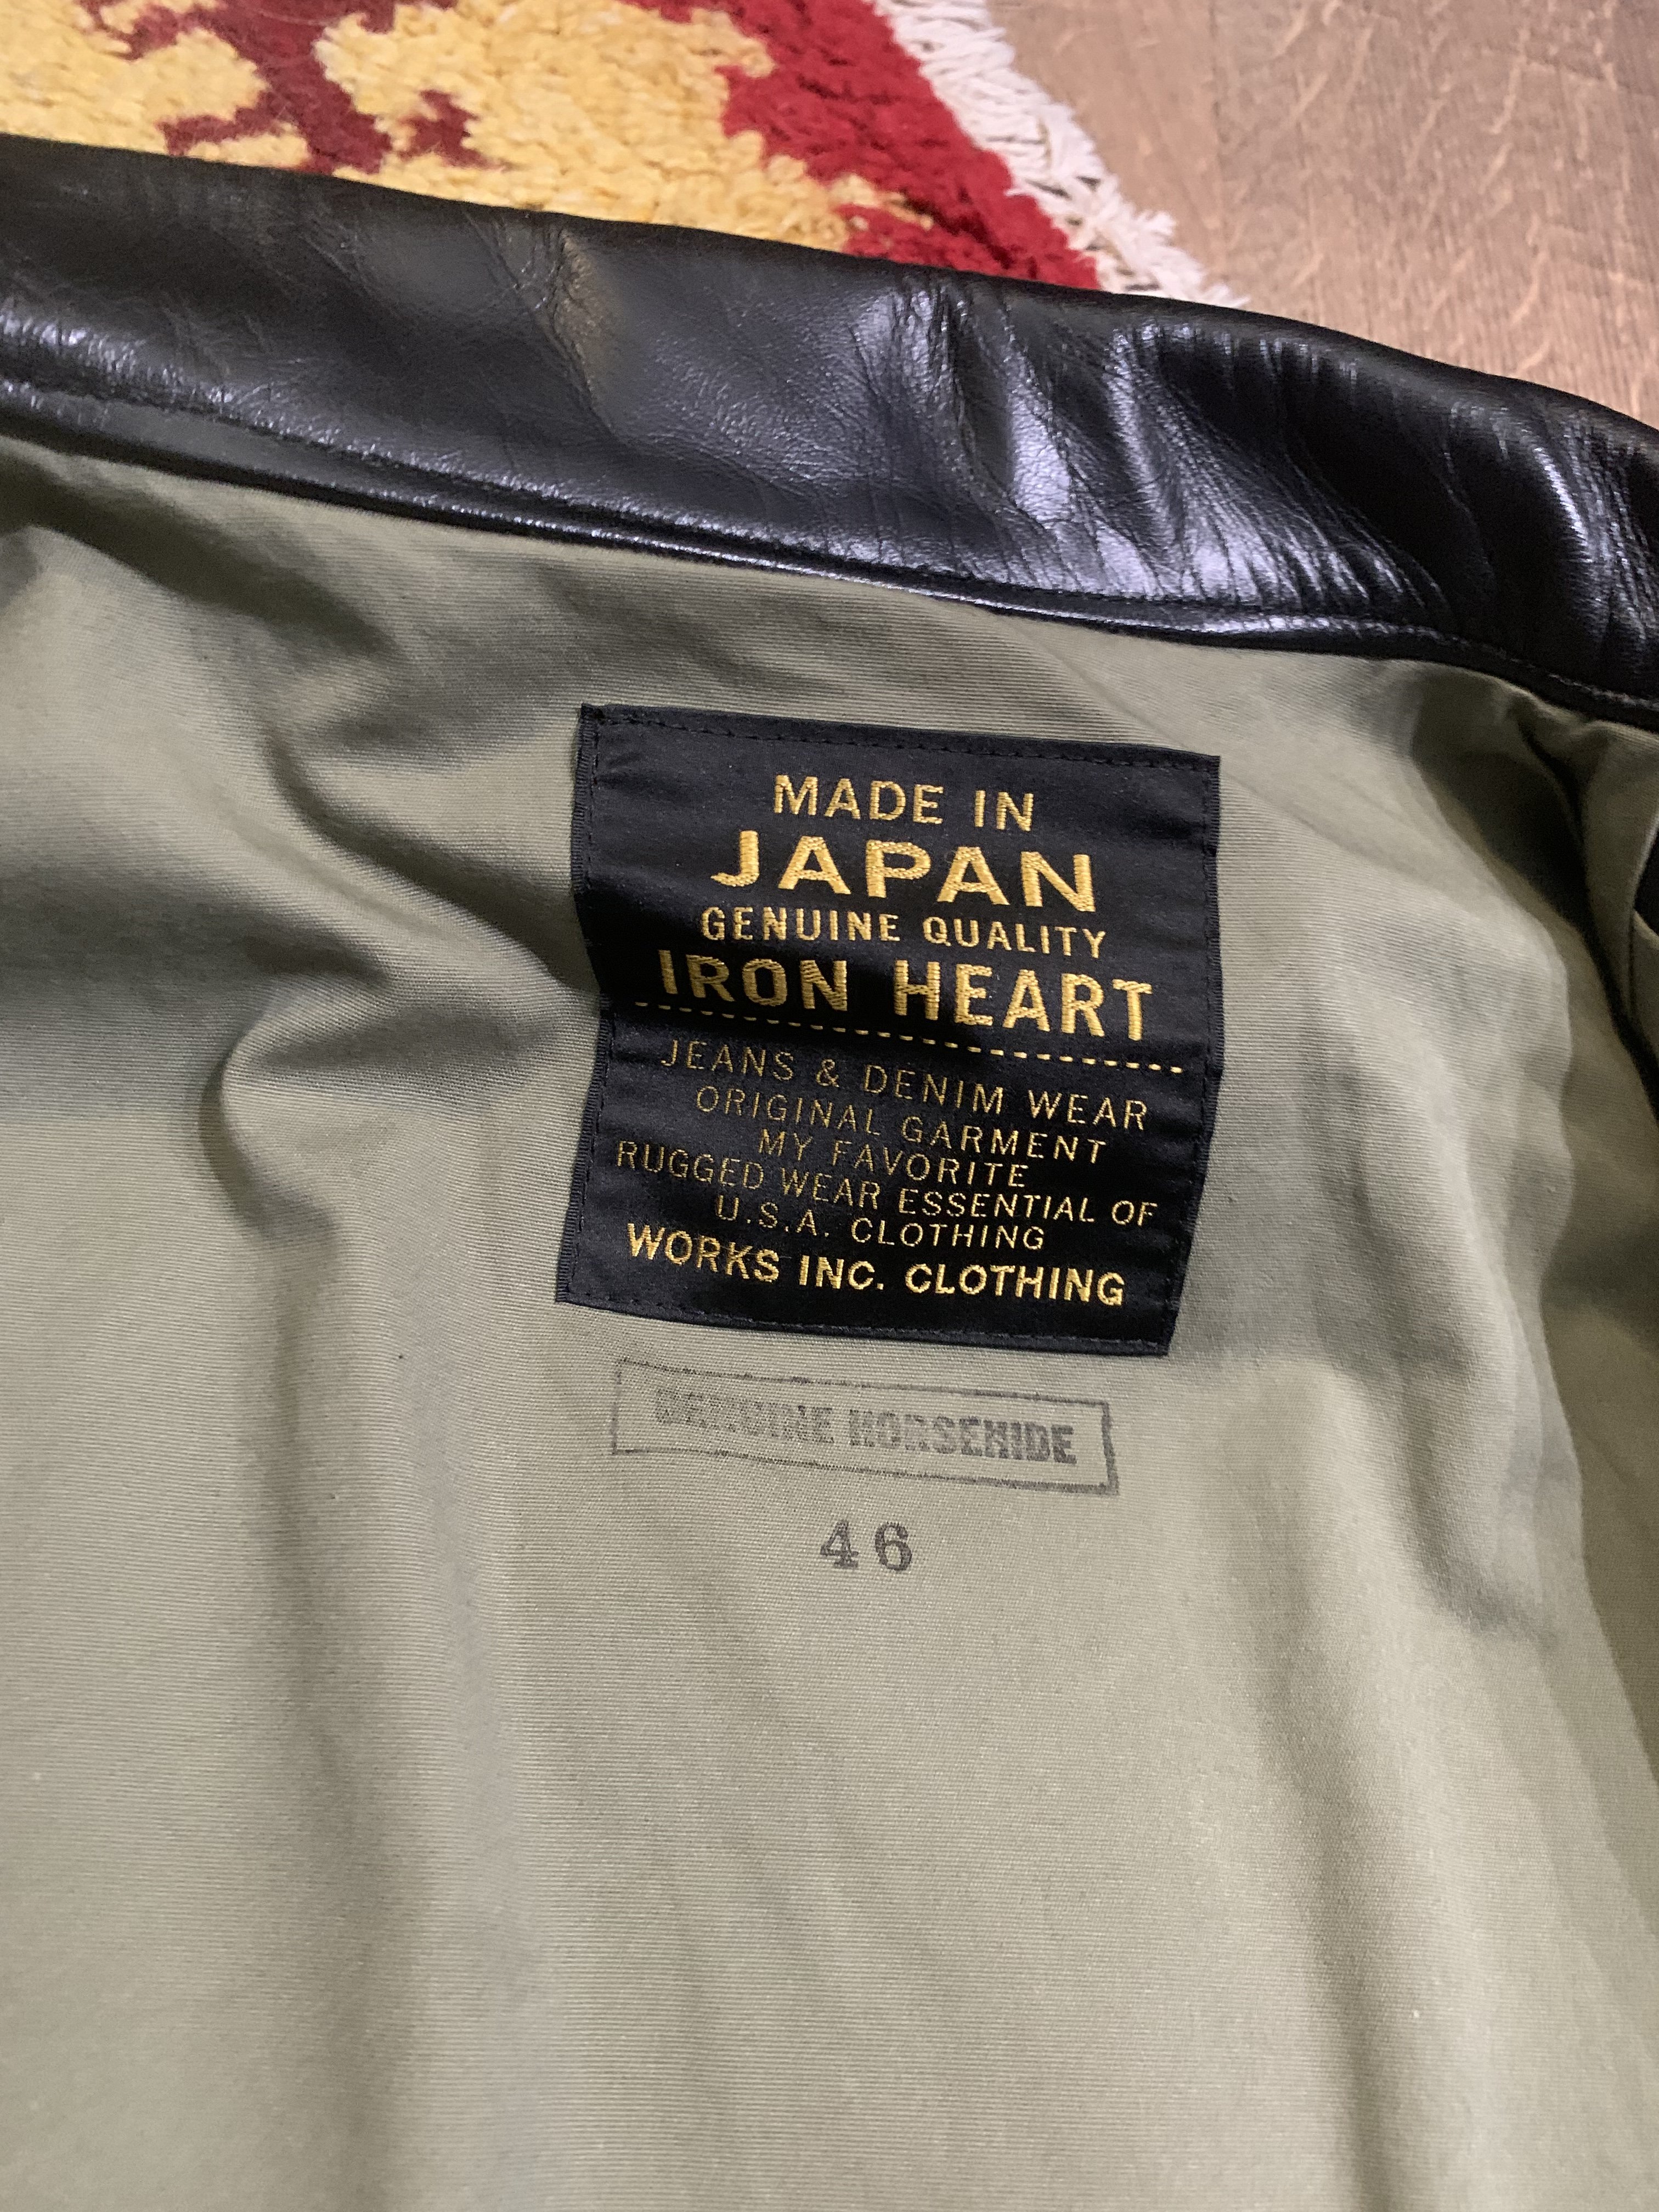 MADE IN
JAPAN
GENUINE QUALITY
IRON HEART
JEANS & DENIM WEAR
ORIGINAL GARMENT
MY FAVORITE
RUGGED WEAR ESSENTIAL OF
U.S.A. CLOTHING
WORKS INC. CLOTHING
GENUINE HORSEHIDE
46